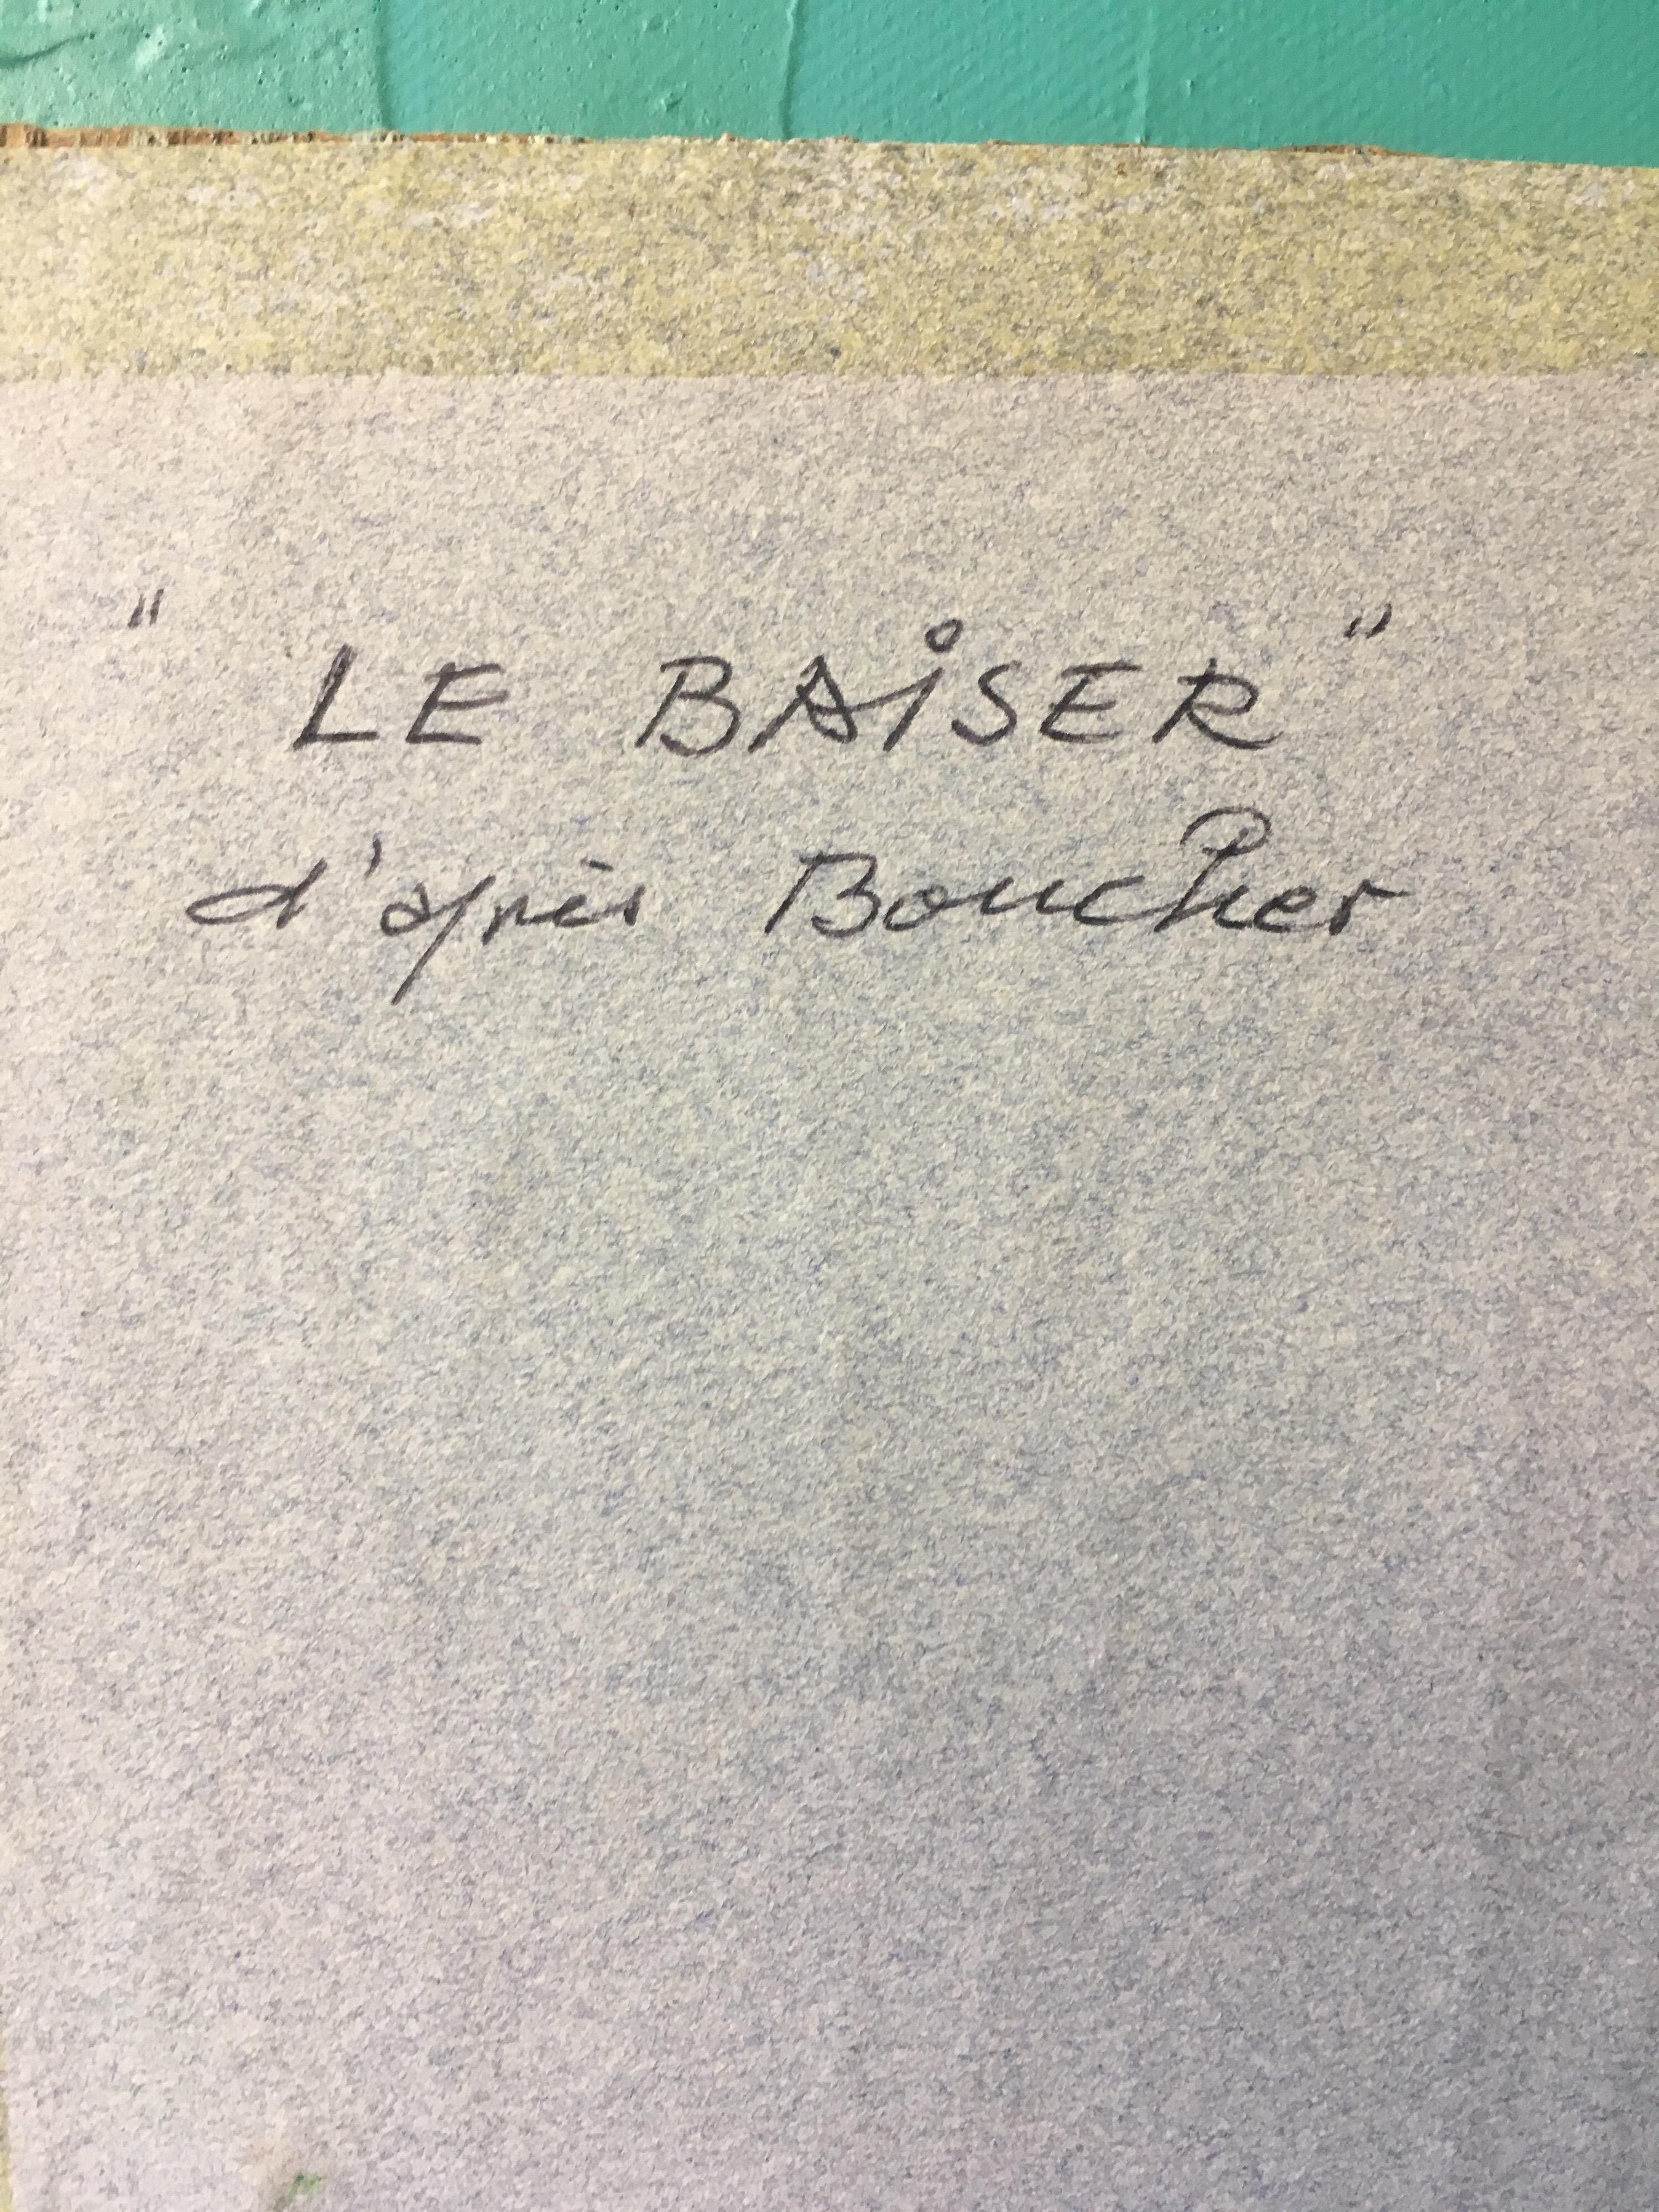 " LE BAiSER "
d'après Boucher